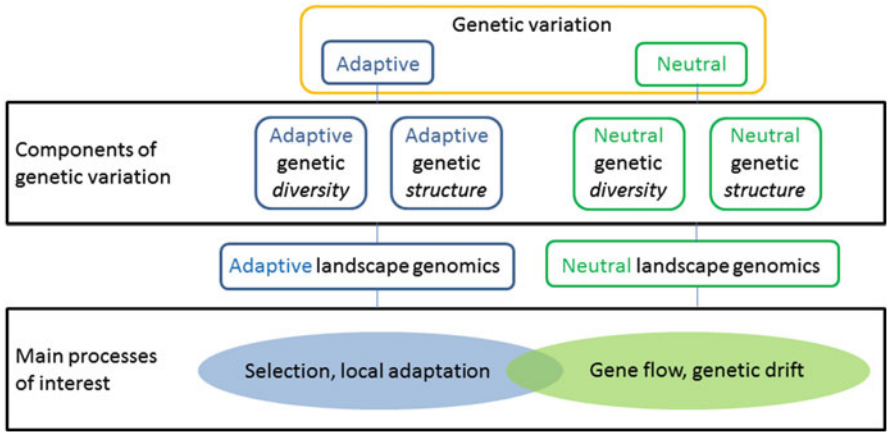 Genetic variation
Adaptive
Neutral
Components of
genetic variation
Adaptive
genetic
diversity
Adaptive
genetic
structure
Neutral
genetic
diversity
Neutral
genetic
structure
Adaptive landscape genomics
Neutral landscape genomics
Main processes
of interest
Selection, local adaptation
Gene flow, genetic drift